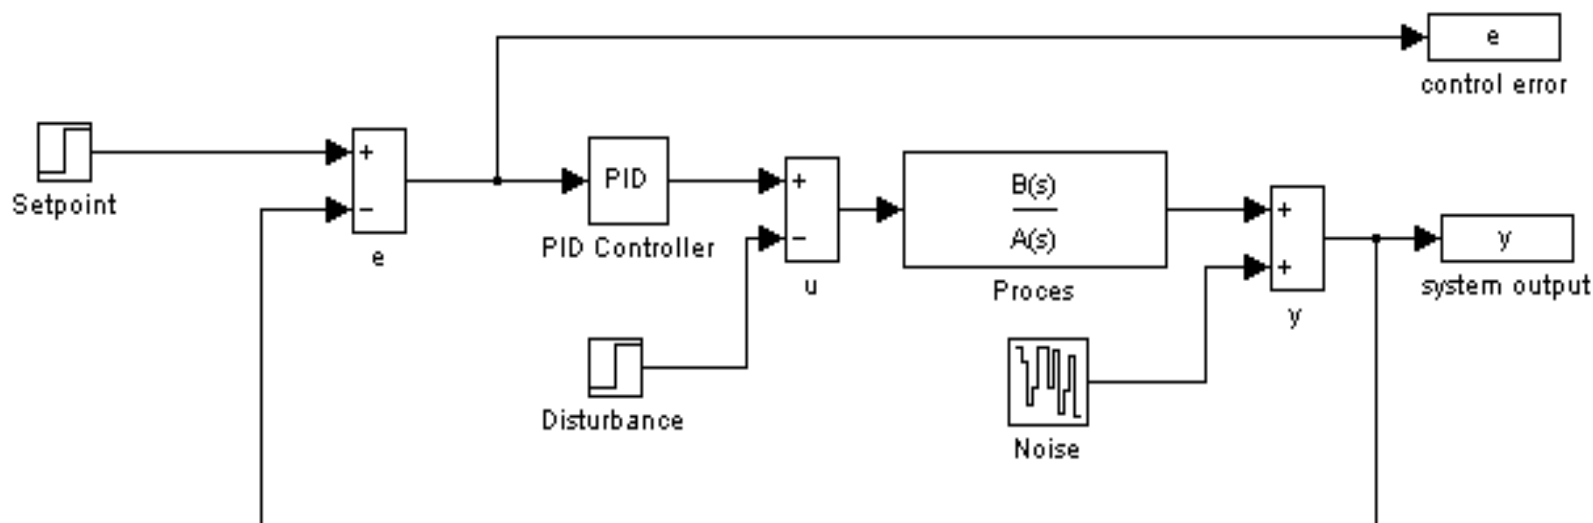 e
control error
+
Setpoint
−
e
PID
PID Controller
+
−
u
B(s)
A(s)
Proces
+
+
y
y
system output
Disturbance
Noise